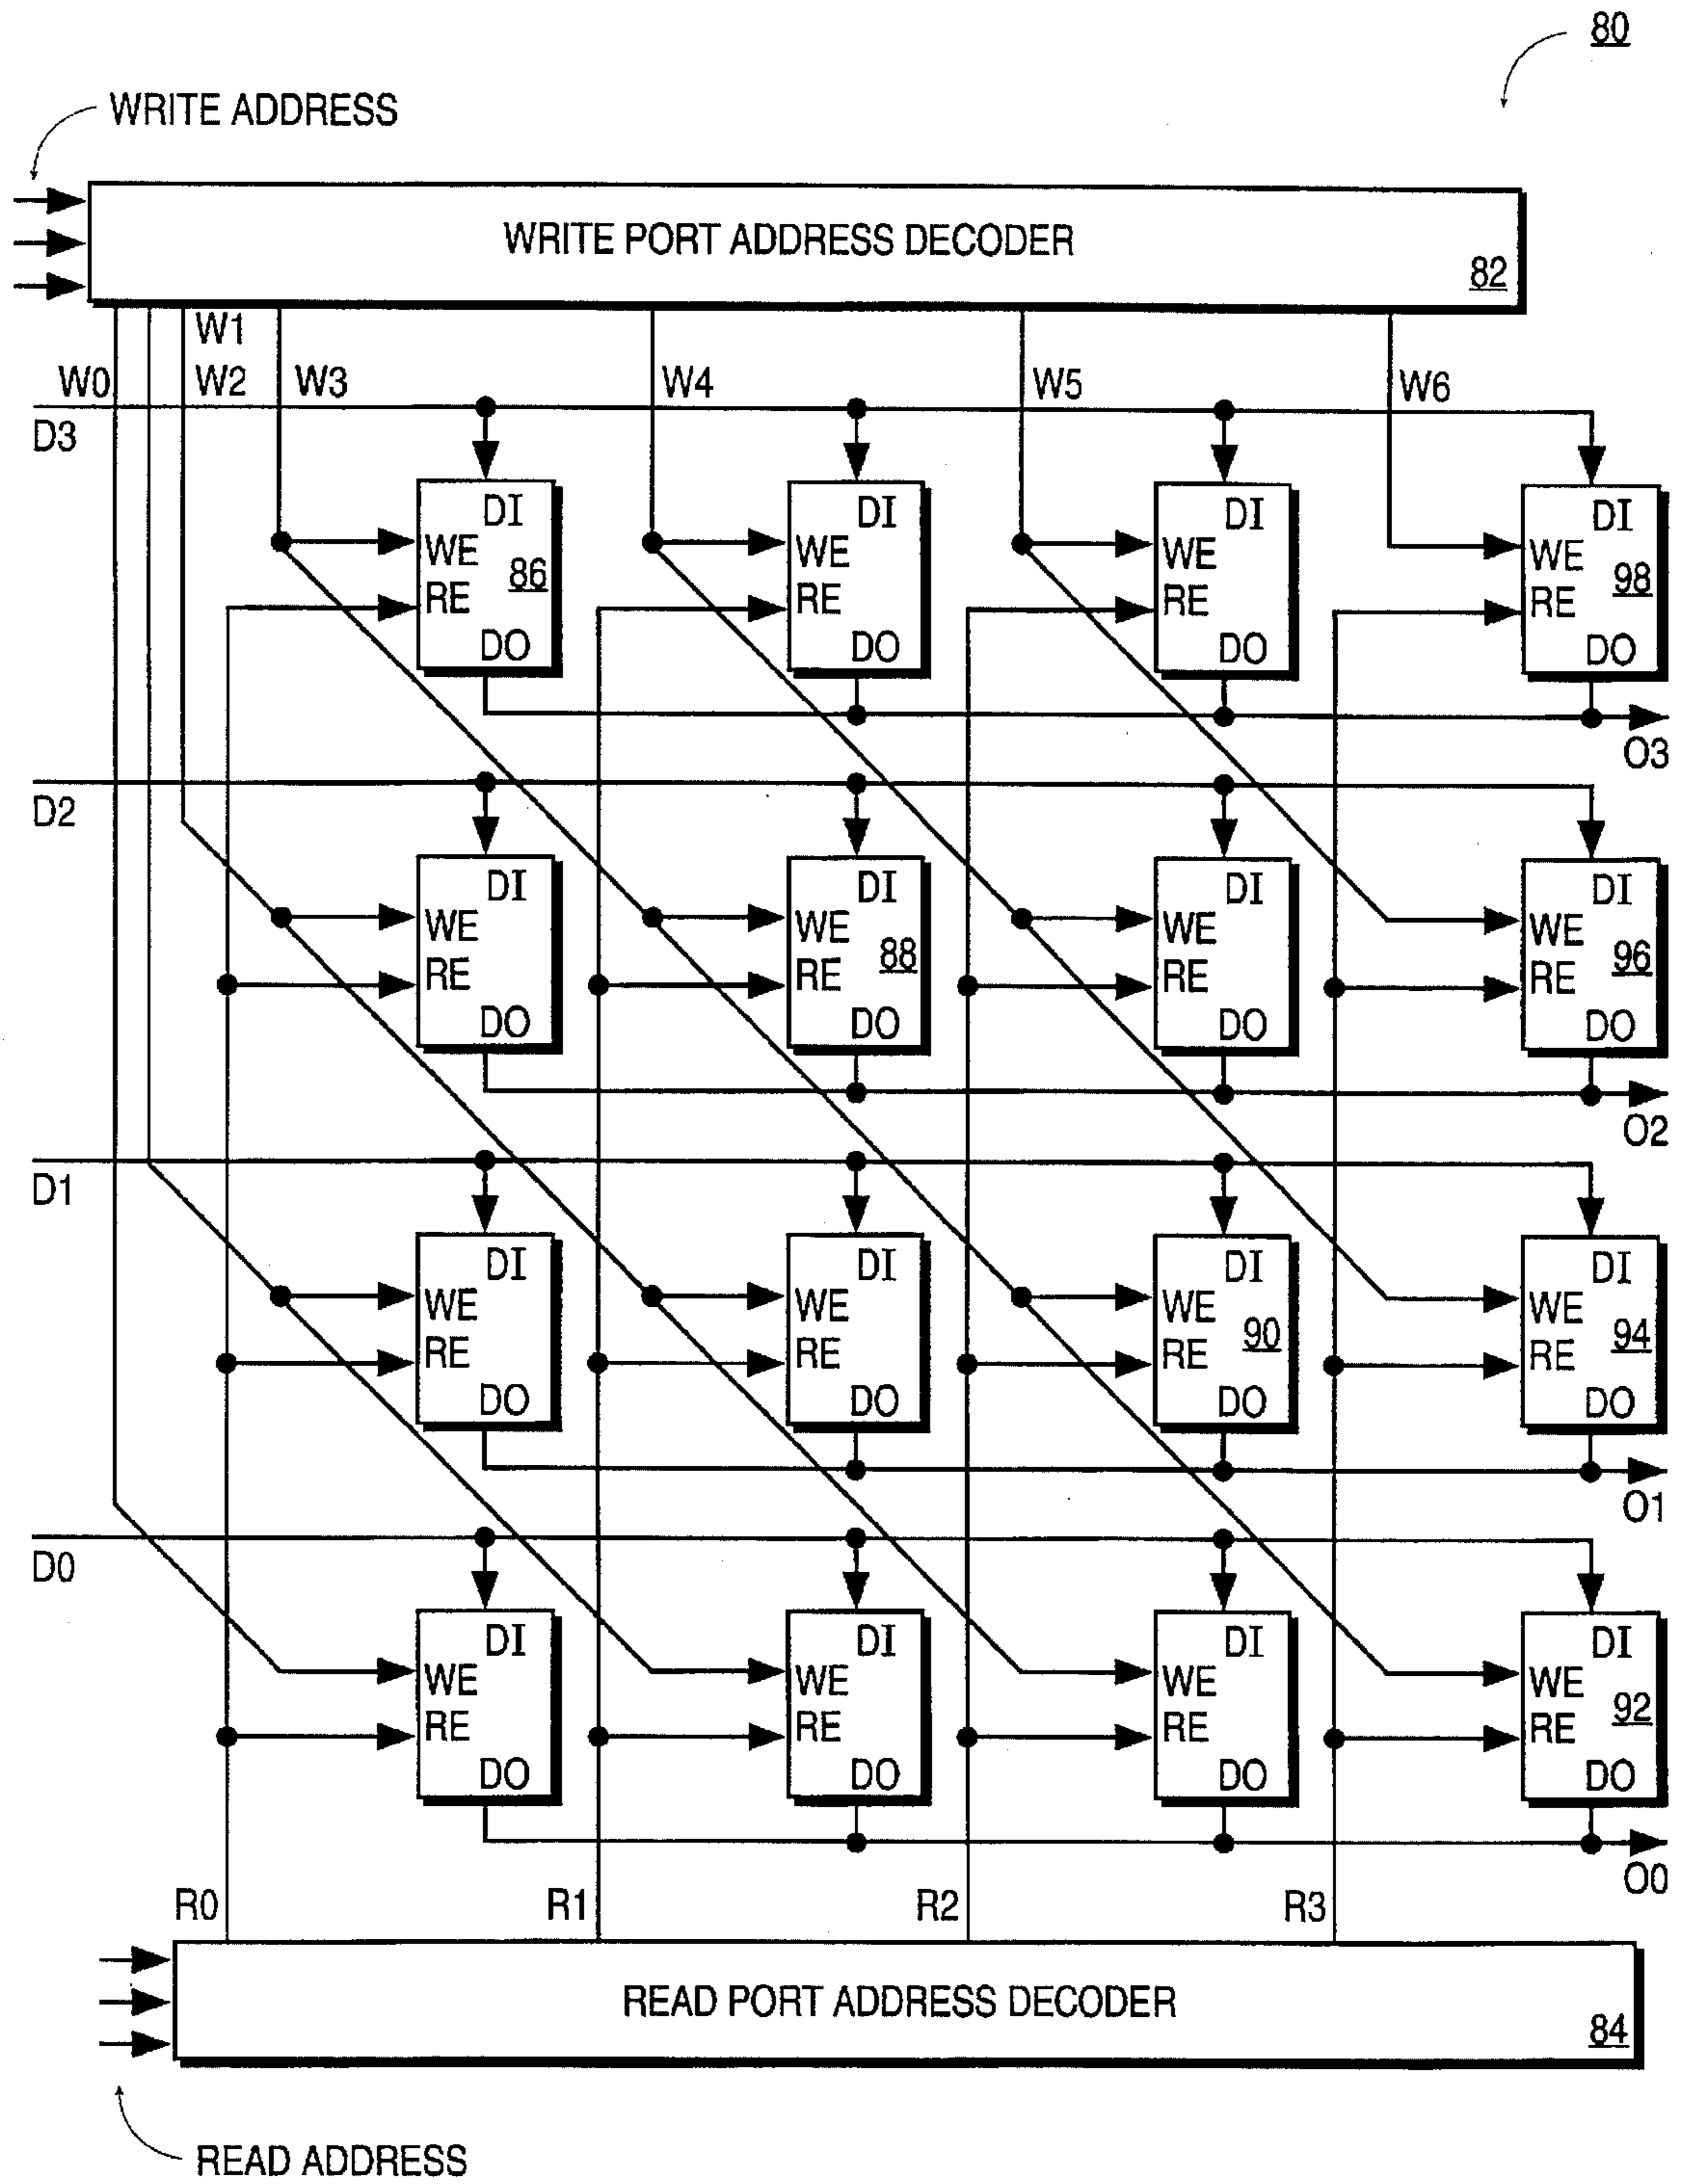 80
WRITE ADDRESS
WRITE PORT ADDRESS DECODER
82
W1
W0 W2 W3 W4 W5 W6
D3
DI DI DI DI
WE WE WE WE
86 98
RE RE RE RE
DO DO DO DO
O3
D2
DI DI DI DI
WE WE WE WE
88 96
RE RE RE RE
DO DO DO DO
O2
D1
DI DI DI DI
WE WE WE WE
90 94
RE RE RE RE
DO DO DO DO
O1
D0
DI DI DI DI
WE WE WE WE
92
RE RE RE RE
DO DO DO DO
O0
R0 R1 R2 R3
READ PORT ADDRESS DECODER
84
READ ADDRESS